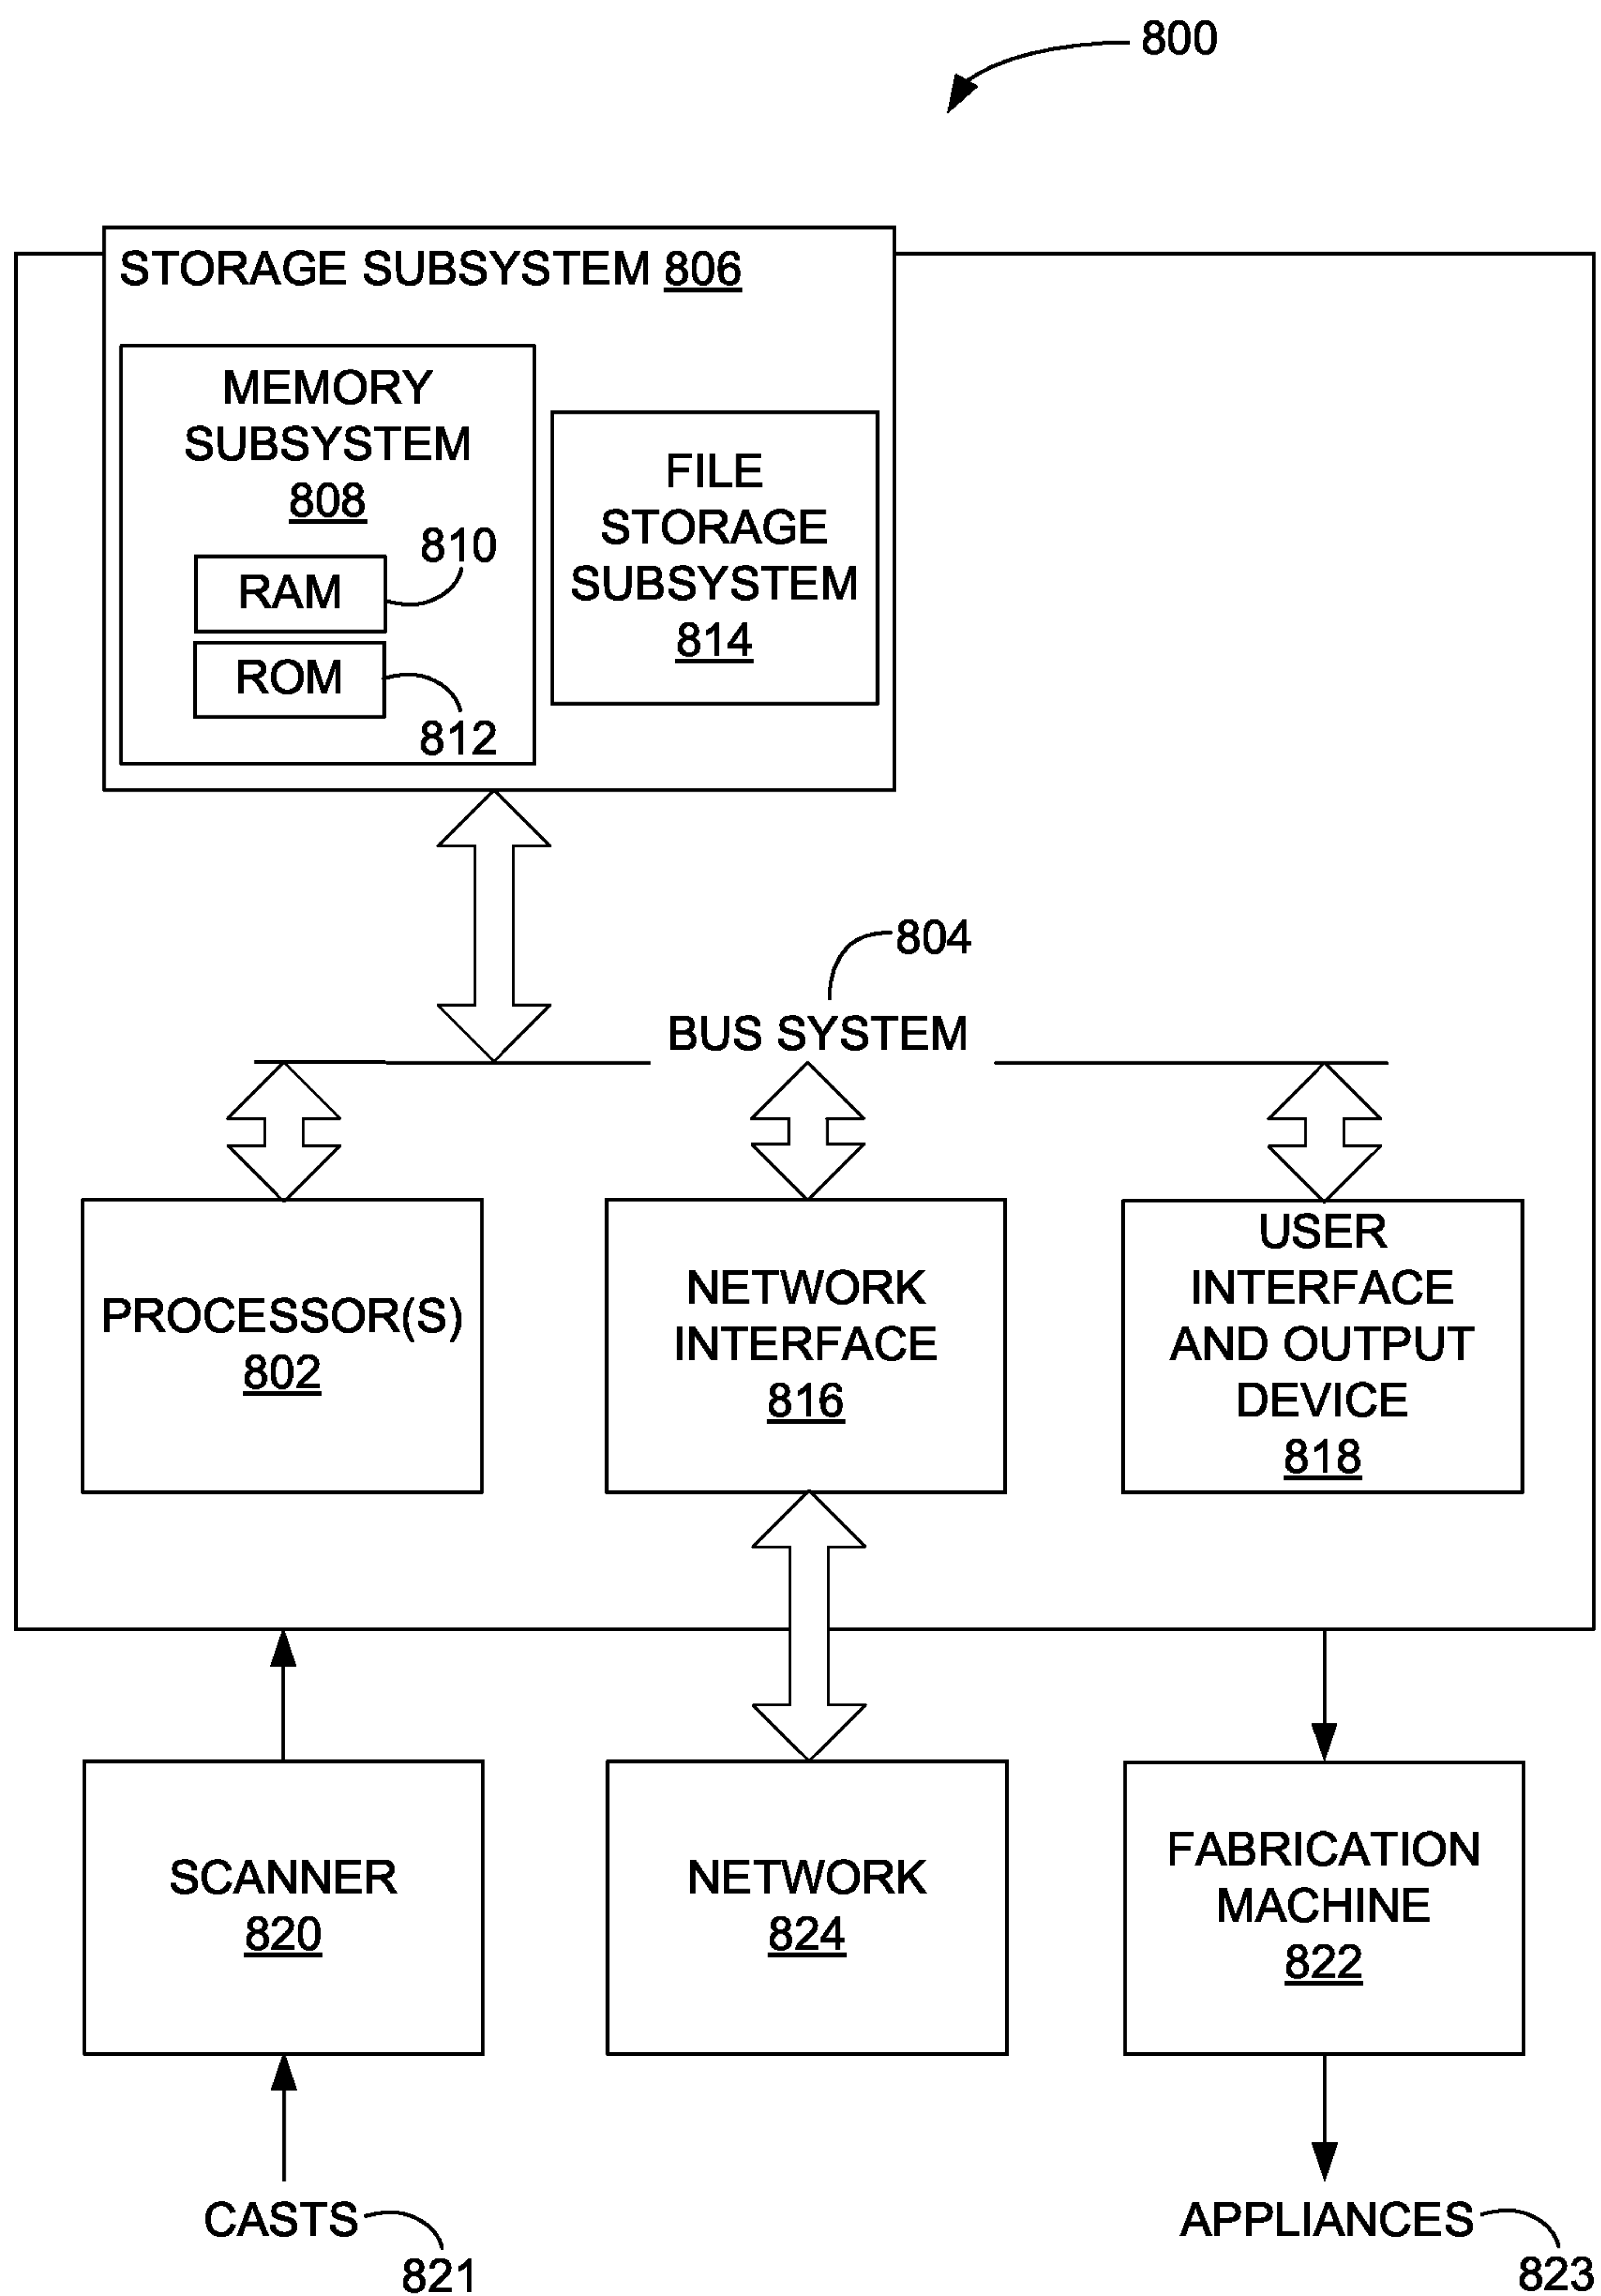 800
STORAGE SUBSYSTEM 806
MEMORY
SUBSYSTEM
808
810
RAM
ROM
812
FILE
STORAGE
SUBSYSTEM
814
804
BUS SYSTEM
PROCESSOR(S)
802
NETWORK
INTERFACE
816
USER
INTERFACE
AND OUTPUT
DEVICE
818
SCANNER
820
NETWORK
824
FABRICATION
MACHINE
822
CASTS
821
APPLIANCES
823